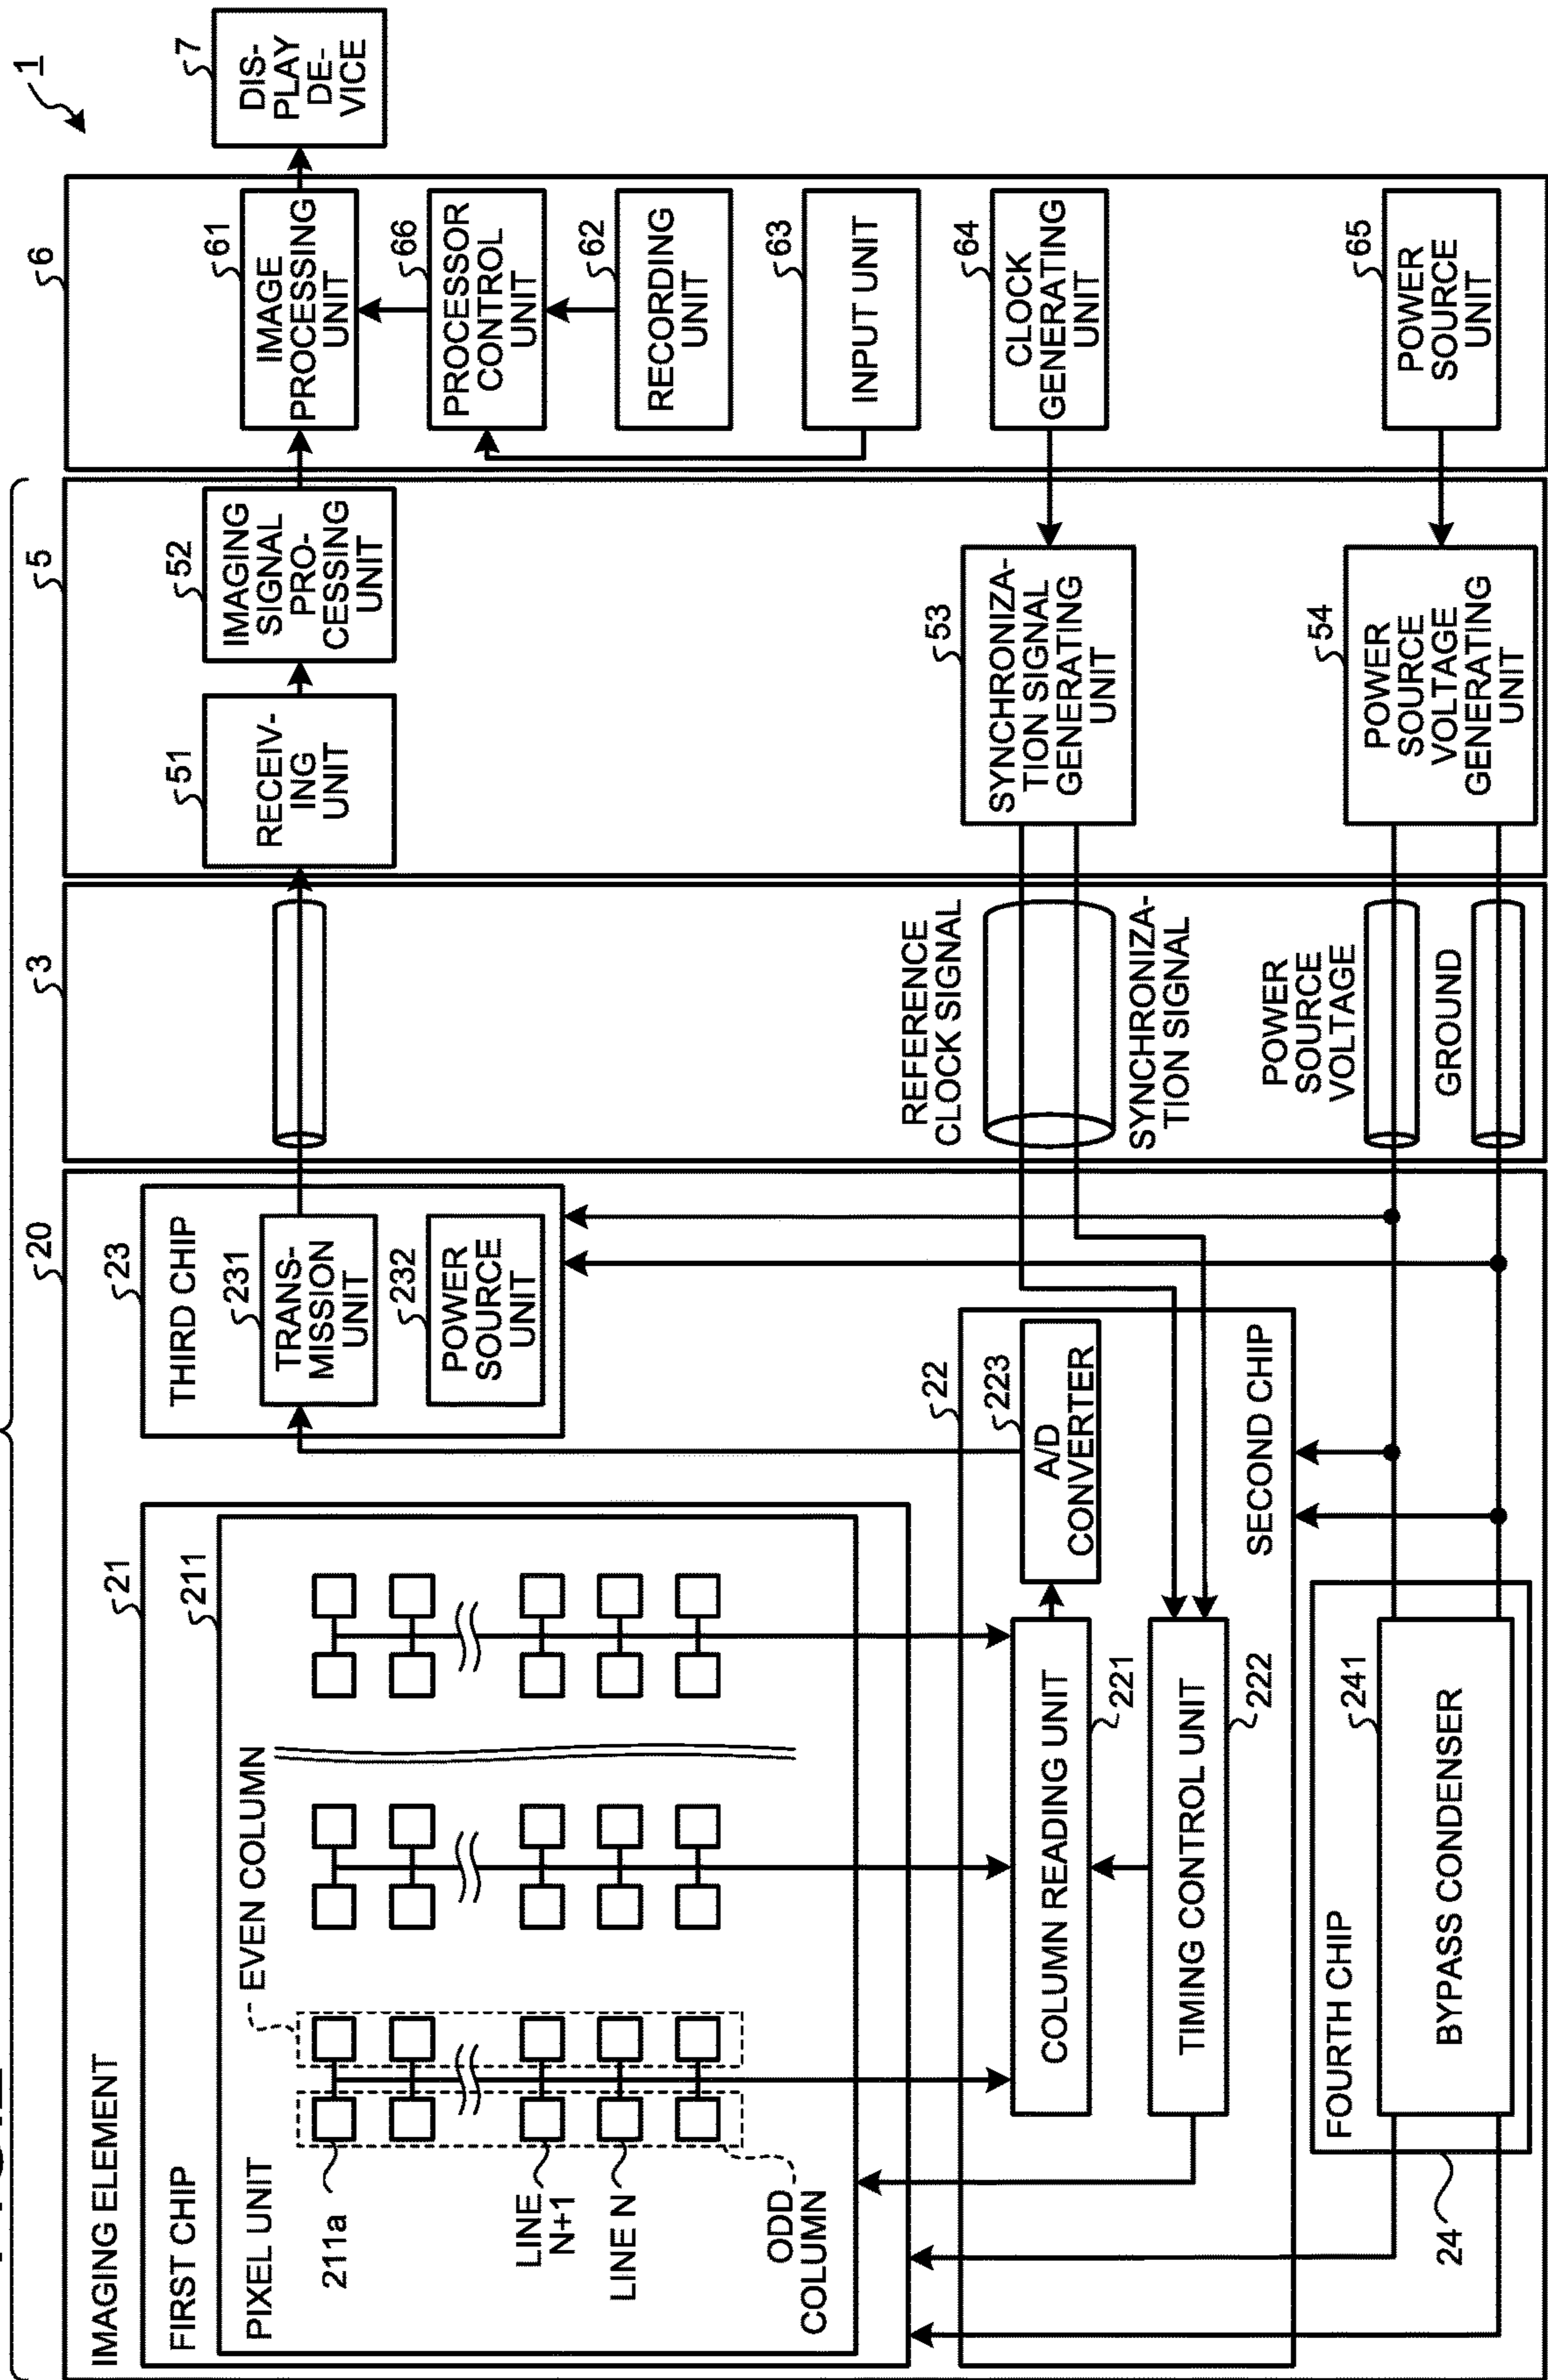 1
20
3
5
6
7
DIS-
PLAY
DE-
VICE
IMAGING ELEMENT
21
FIRST CHIP
211
PIXEL UNIT
EVEN COLUMN
211a
LINE
N+1
LINE N
ODD
COLUMN
23
THIRD CHIP
231
TRANS-
MISSION
UNIT
232
POWER
SOURCE
UNIT
22
223
A/D
CONVERTER
COLUMN READING UNIT
221
TIMING CONTROL UNIT
222
SECOND CHIP
FOURTH CHIP
241
BYPASS CONDENSER
24
REFERENCE
CLOCK SIGNAL
SYNCHRONIZA-
TION SIGNAL
POWER
SOURCE
VOLTAGE
GROUND
51
RECEIV-
ING
UNIT
52
IMAGING
SIGNAL
PRO-
CESSING
UNIT
53
SYNCHRONIZA-
TION SIGNAL
GENERATING
UNIT
54
POWER
SOURCE
VOLTAGE
GENERATING
UNIT
61
IMAGE
PROCESSING
UNIT
66
PROCESSOR
CONTROL
UNIT
62
RECORDING
UNIT
63
INPUT UNIT
64
CLOCK
GENERATING
UNIT
65
POWER
SOURCE
UNIT